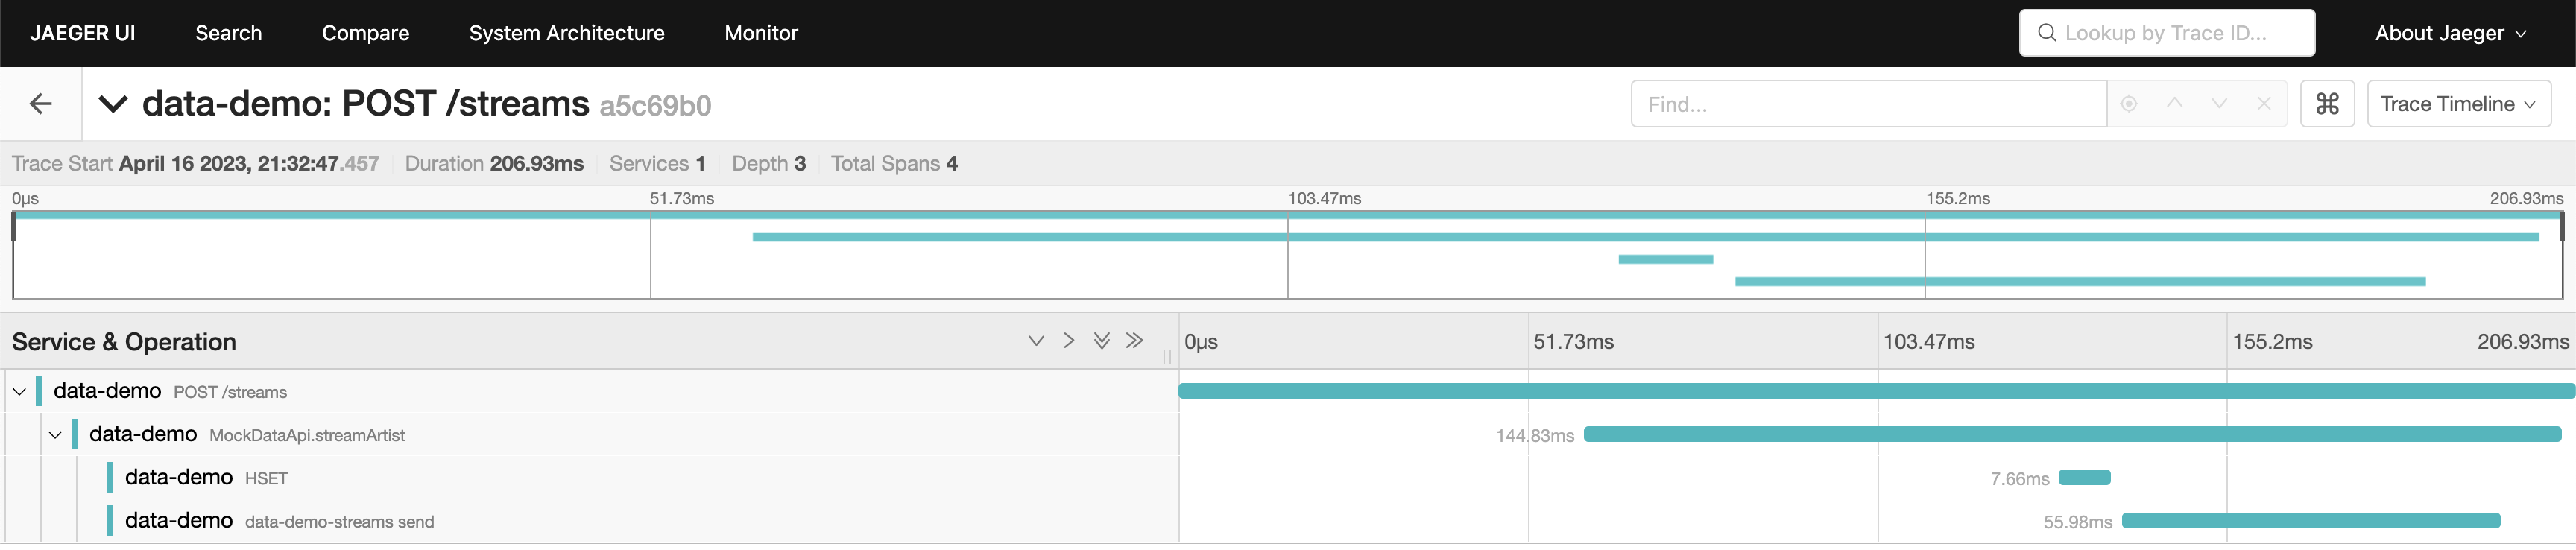 JAEGER UI Search Compare System Architecture Monitor Lookup by Trace ID... About Jaeger
data-demo: POST /streams a5c69b0 Find... ⌘ Trace Timeline
Trace Start April 16 2023, 21:32:47.457 Duration 206.93ms Services 1 Depth 3 Total Spans 4
0μs 51.73ms 103.47ms 155.2ms 206.93ms
Service & Operation 0μs 51.73ms 103.47ms 155.2ms 206.93ms
data-demo POST /streams
data-demo MockDataApi.streamArtist 144.83ms
data-demo HSET 7.66ms
data-demo data-demo-streams send 55.98ms